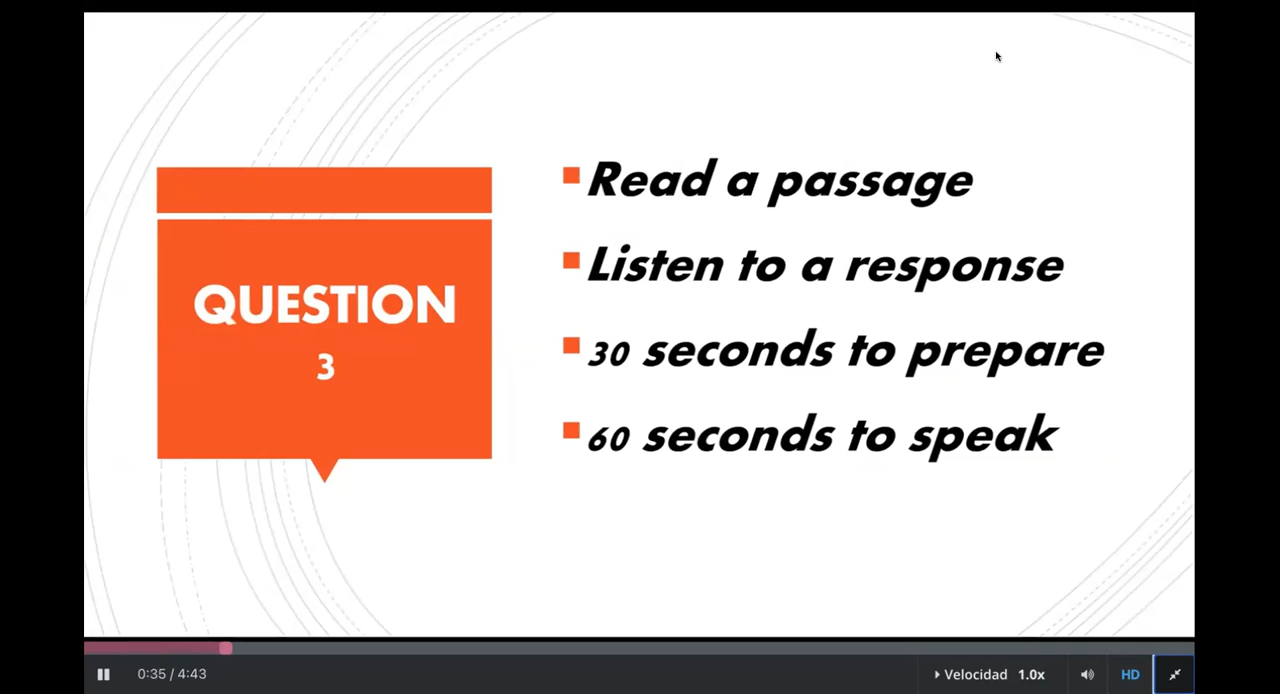 QUESTION
3
Read a passage
Listen to a response
30 seconds to prepare
60 seconds to speak
0:35 / 4:43
Velocidad 1.0x
HD